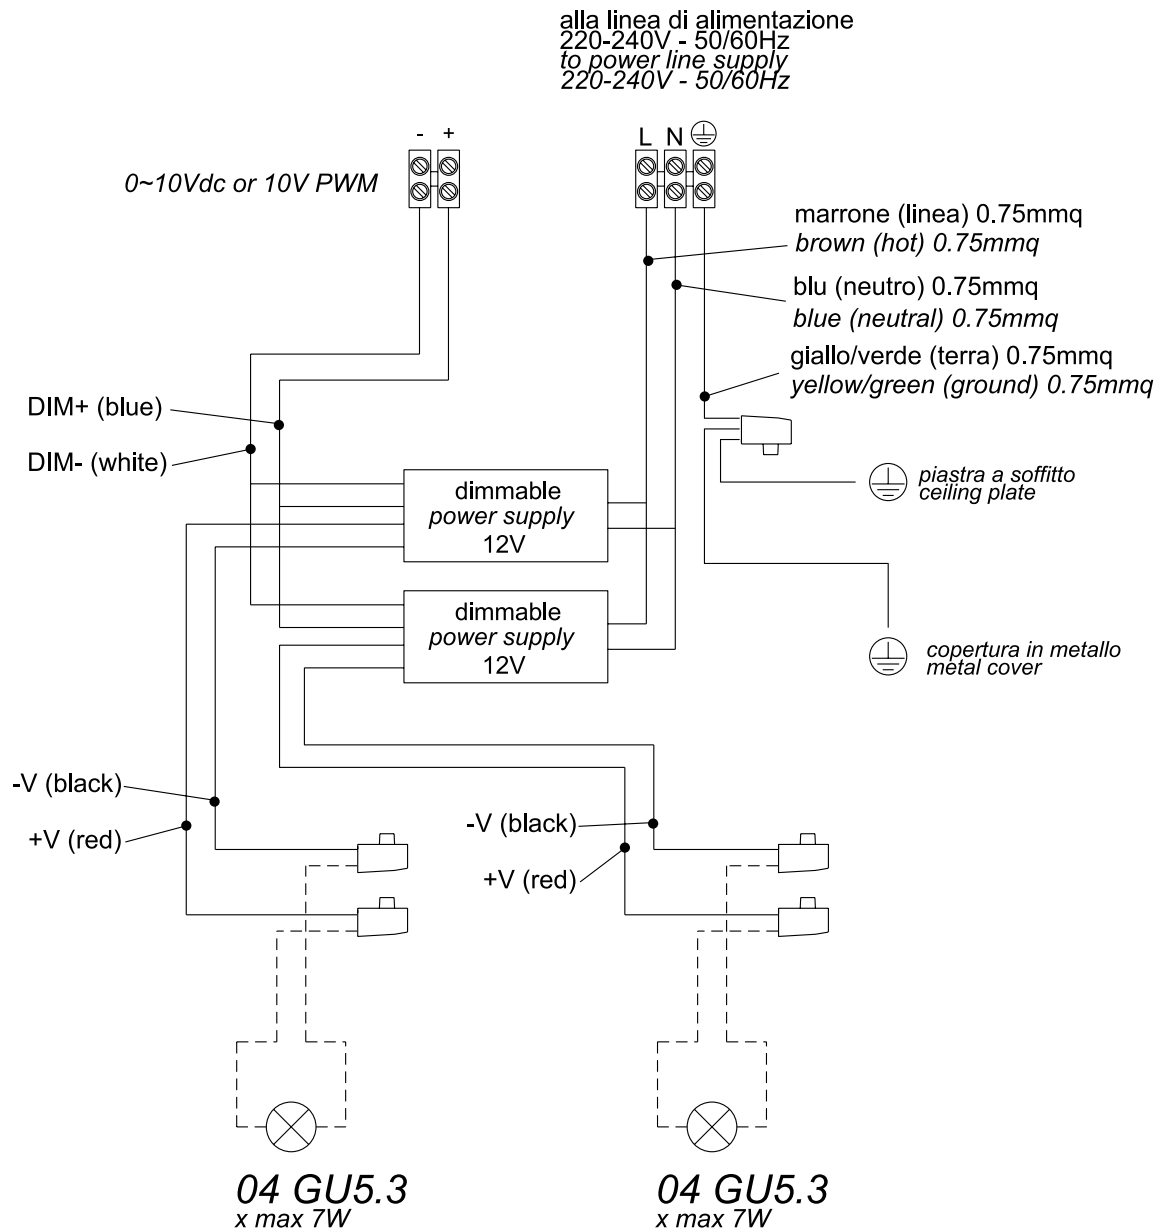 alla linea di alimentazione
220-240V - 50/60Hz
to power line supply
220-240V - 50/60Hz
- +
L N
0~10Vdc or 10V PWM
marrone (linea) 0.75mmq
brown (hot) 0.75mmq
blu (neutro) 0.75mmq
blue (neutral) 0.75mmq
giallo/verde (terra) 0.75mmq
yellow/green (ground) 0.75mmq
DIM+ (blue)
DIM- (white)
piastra a soffitto
ceiling plate
dimmable
power supply
12V
dimmable
power supply
12V
copertura in metallo
metal cover
-V (black)
+V (red)
-V (black)
+V (red)
04 GU5.3
x max 7W
04 GU5.3
x max 7W